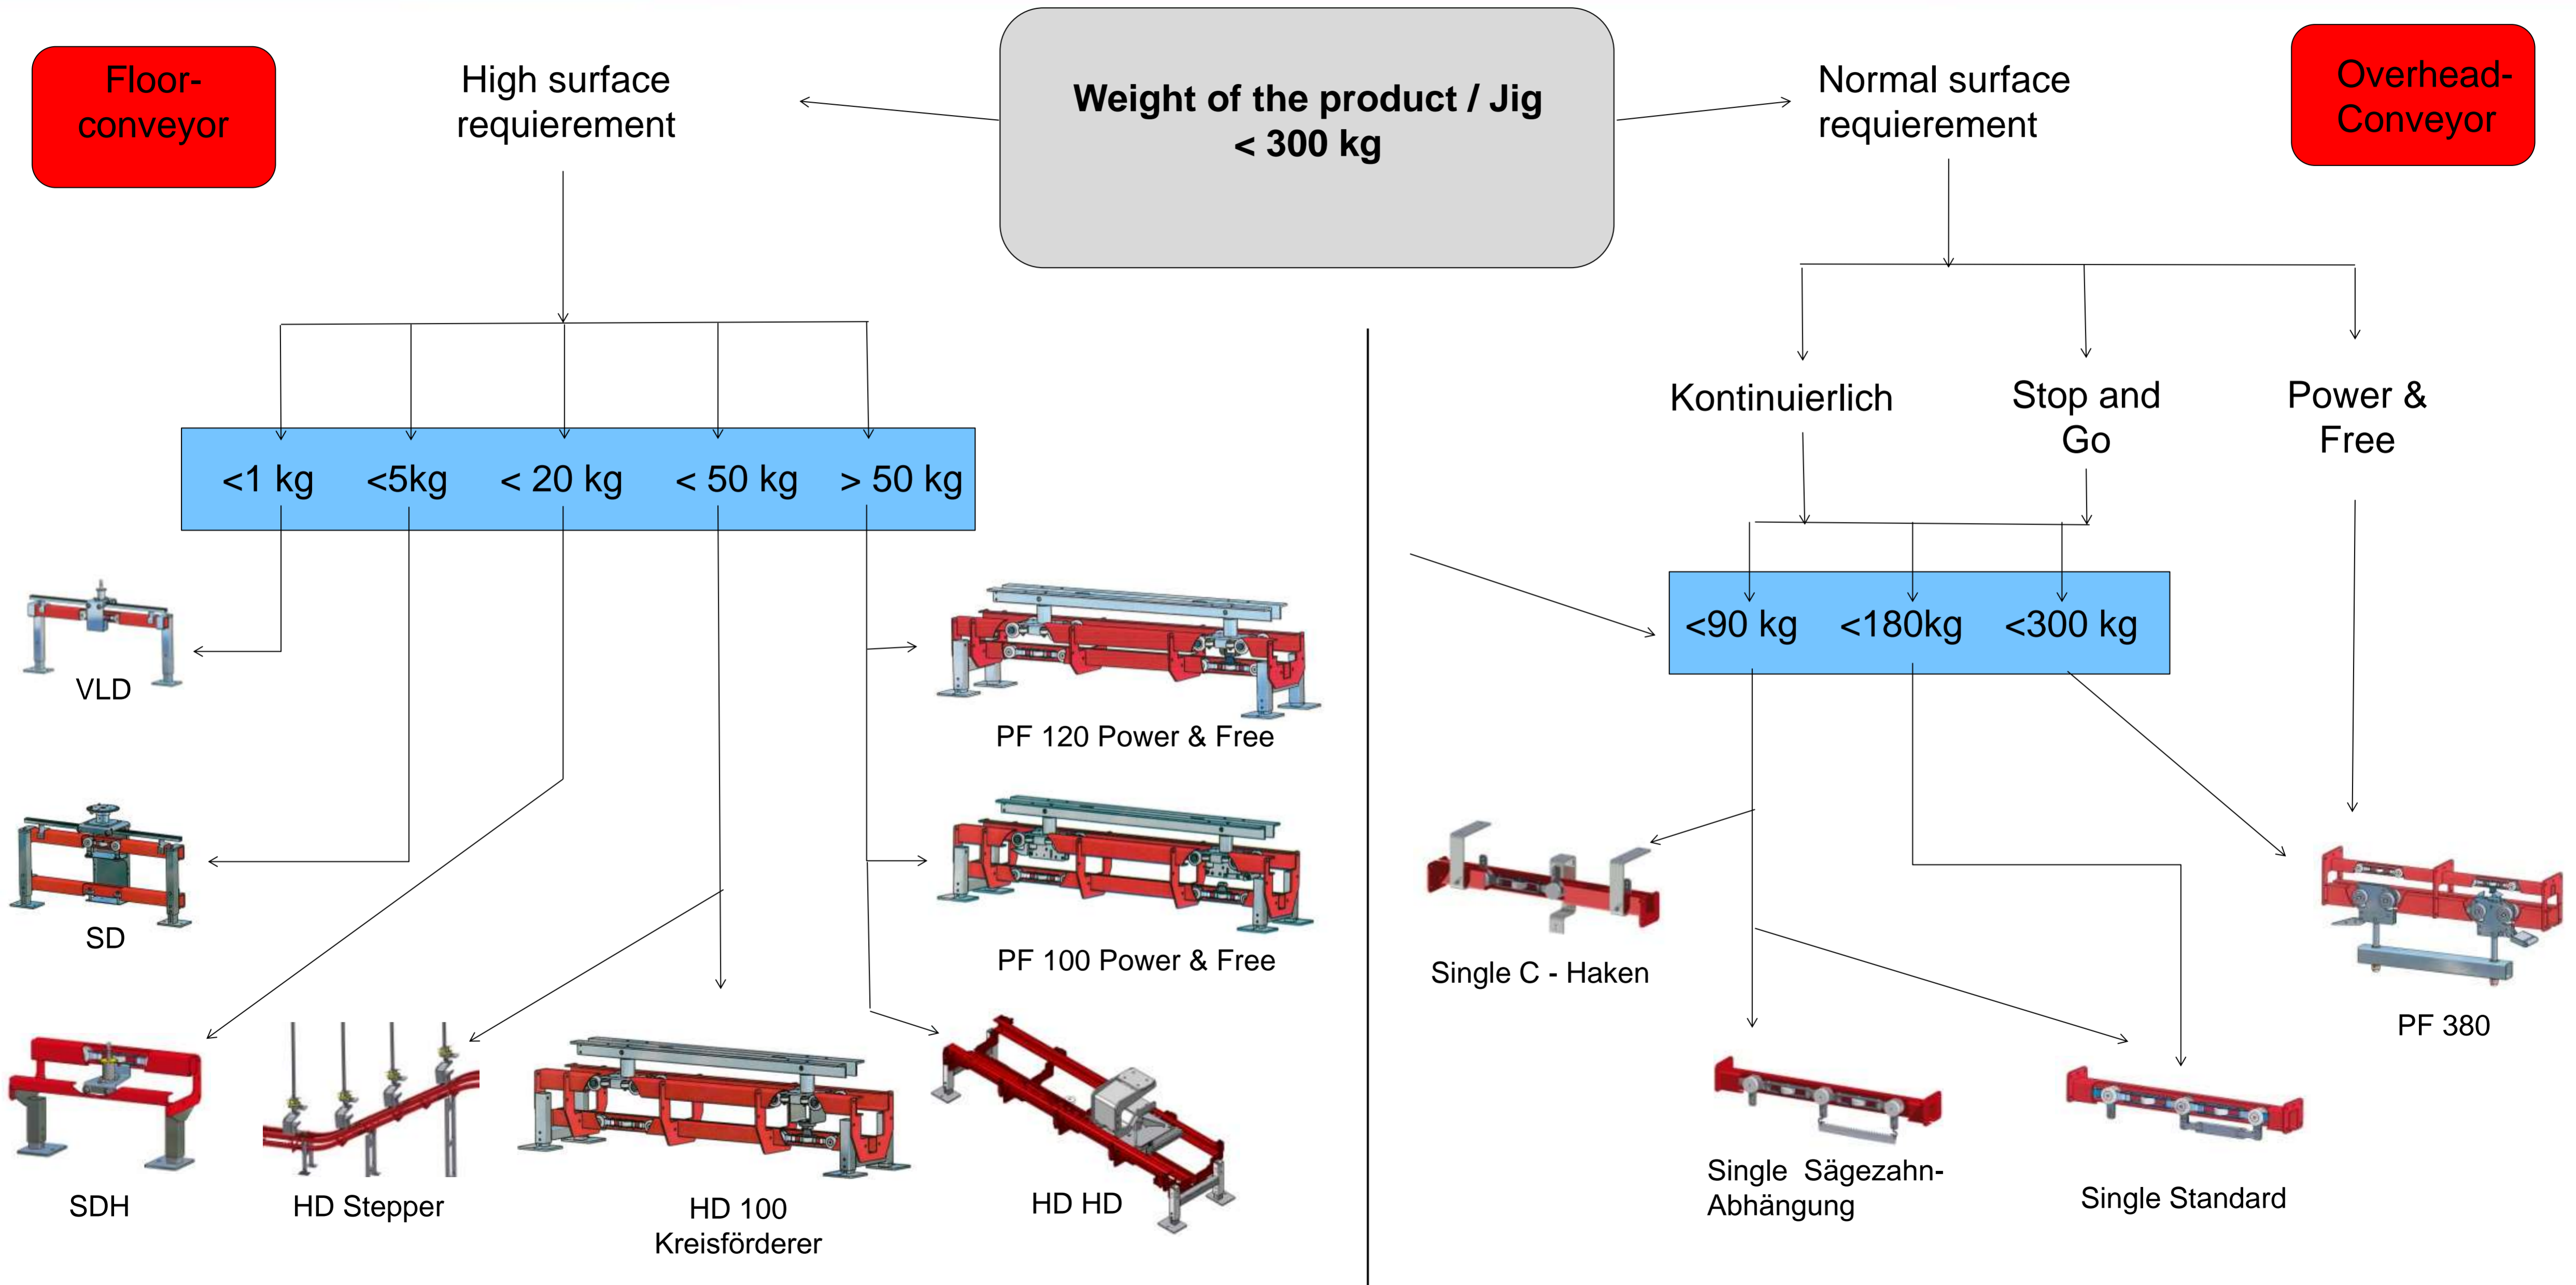 Floor-
conveyor
High surface
requierement
Weight of the product / Jig
< 300 kg
Normal surface
requierement
Overhead-
Conveyor
Kontinuierlich
Stop and
Go
Power &
Free
<1 kg
<5kg
< 20 kg
< 50 kg
> 50 kg
<90 kg
<180kg
<300 kg
VLD
PF 120 Power & Free
SD
PF 100 Power & Free
Single C - Haken
PF 380
SDH
HD Stepper
HD 100
Kreisförderer
HD HD
Single Sägezahn-
Abhängung
Single Standard